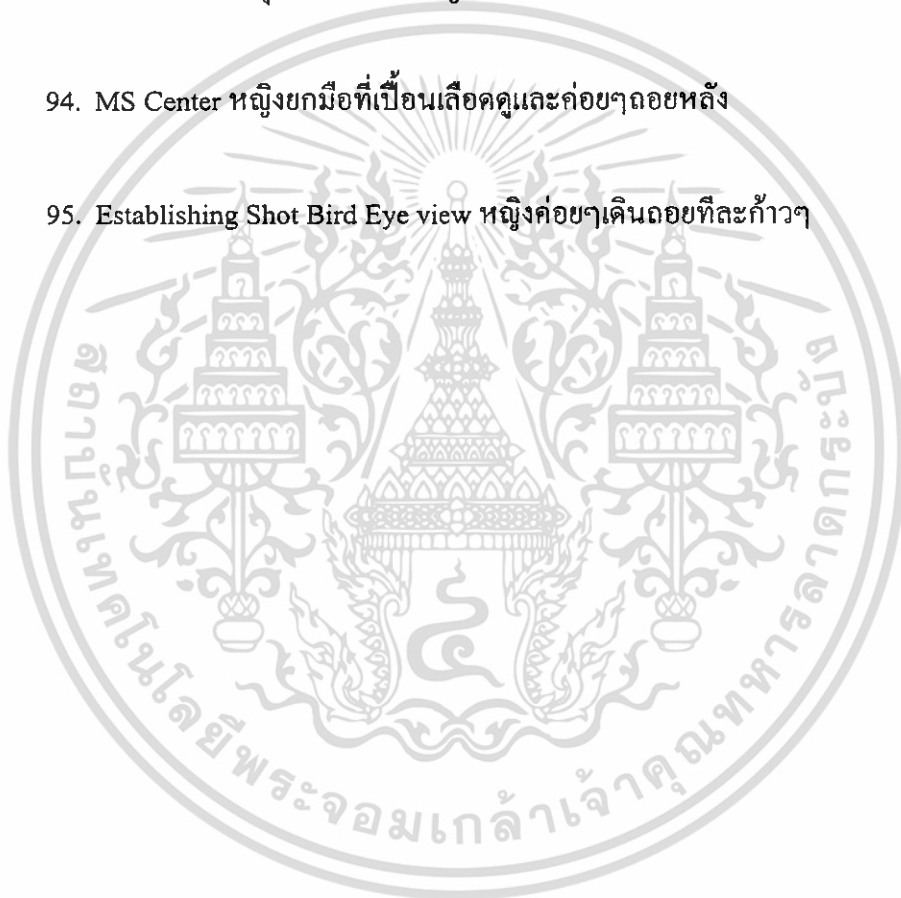 94. MS Center หญิงยกมือที่เปื้อนเลือดดูและค่อยๆถอยหลัง
95. Establishing Shot Bird Eye view หญิงค่อยๆเดินถอยทีละก้าวๆ
สถาบันเทคโนโลยีพระจอมเกล้าเจ้าคุณทหารลาดกระบัง